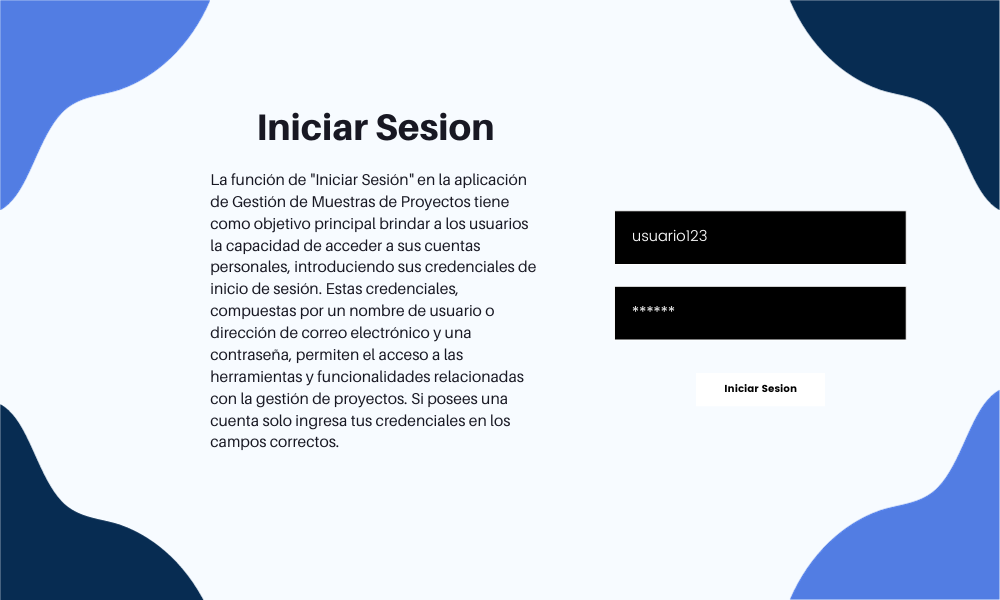 Iniciar Sesion
La función de "Iniciar Sesión" en la aplicación
de Gestión de Muestras de Proyectos tiene
como objetivo principal brindar a los usuarios
la capacidad de acceder a sus cuentas
personales, introduciendo sus credenciales de
inicio de sesión. Estas credenciales,
compuestas por un nombre de usuario o
dirección de correo electrónico y una
contraseña, permiten el acceso a las
herramientas y funcionalidades relacionadas
con la gestión de proyectos. Si posees una
cuenta solo ingresa tus credenciales en los
campos correctos.
usuario123
******
Iniciar Sesion